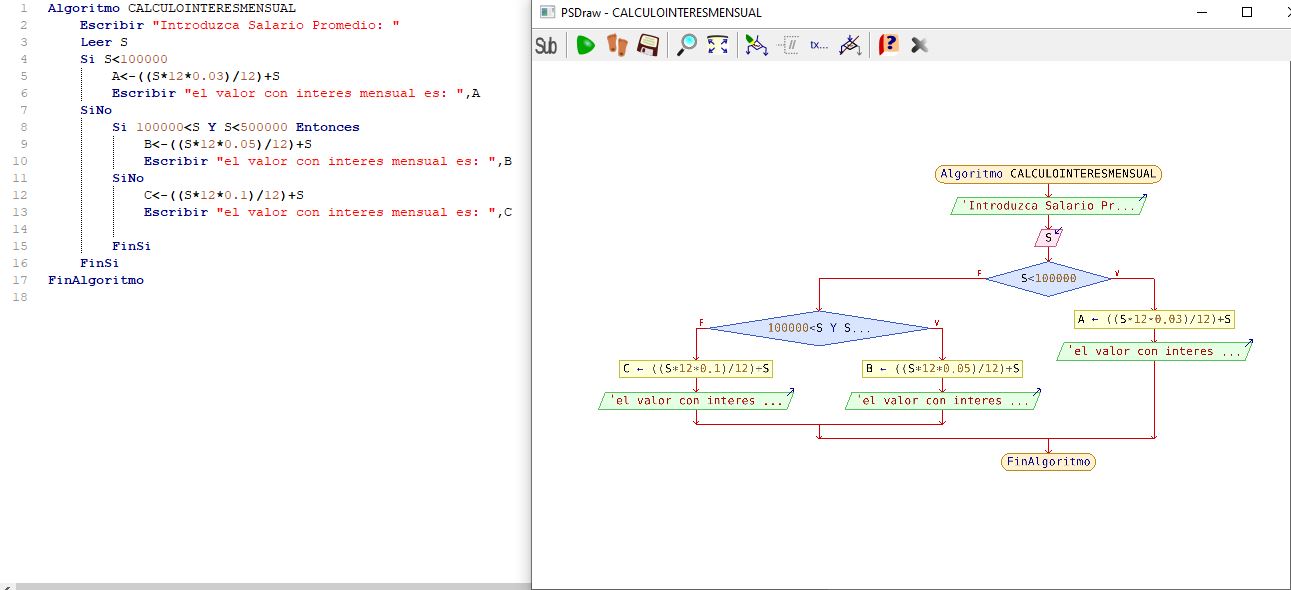 1 Algoritmo CALCULOINTERESMENSUAL
2 Escribir "Introduzca Salario Promedio: "
3 Leer S
4 Si S<100000
5 A<-((S*12*0.03)/12)+S
6 Escribir "el valor con interes mensual es: ",A
7 SiNo
8 Si 100000<S Y S<500000 Entonces
9 B<-((S*12*0.05)/12)+S
10 Escribir "el valor con interes mensual es: ",B
11 SiNo
12 C<-((S*12*0.1)/12)+S
13 Escribir "el valor con interes mensual es: ",C
14
15 FinSi
16 FinSi
17 FinAlgoritmo
18
PSDraw - CALCULOINTERESMENSUAL
Sub tx...
Algoritmo CALCULOINTERESMENSUAL
'Introduzca Salario Pr...
S
F S<100000 V
A ← ((S*12*0.03)/12)+S
F 100000<S Y S... V
'el valor con interes ...
C ← ((S*12*0.1)/12)+S B ← ((S*12*0.05)/12)+S
'el valor con interes ... 'el valor con interes ...
FinAlgoritmo